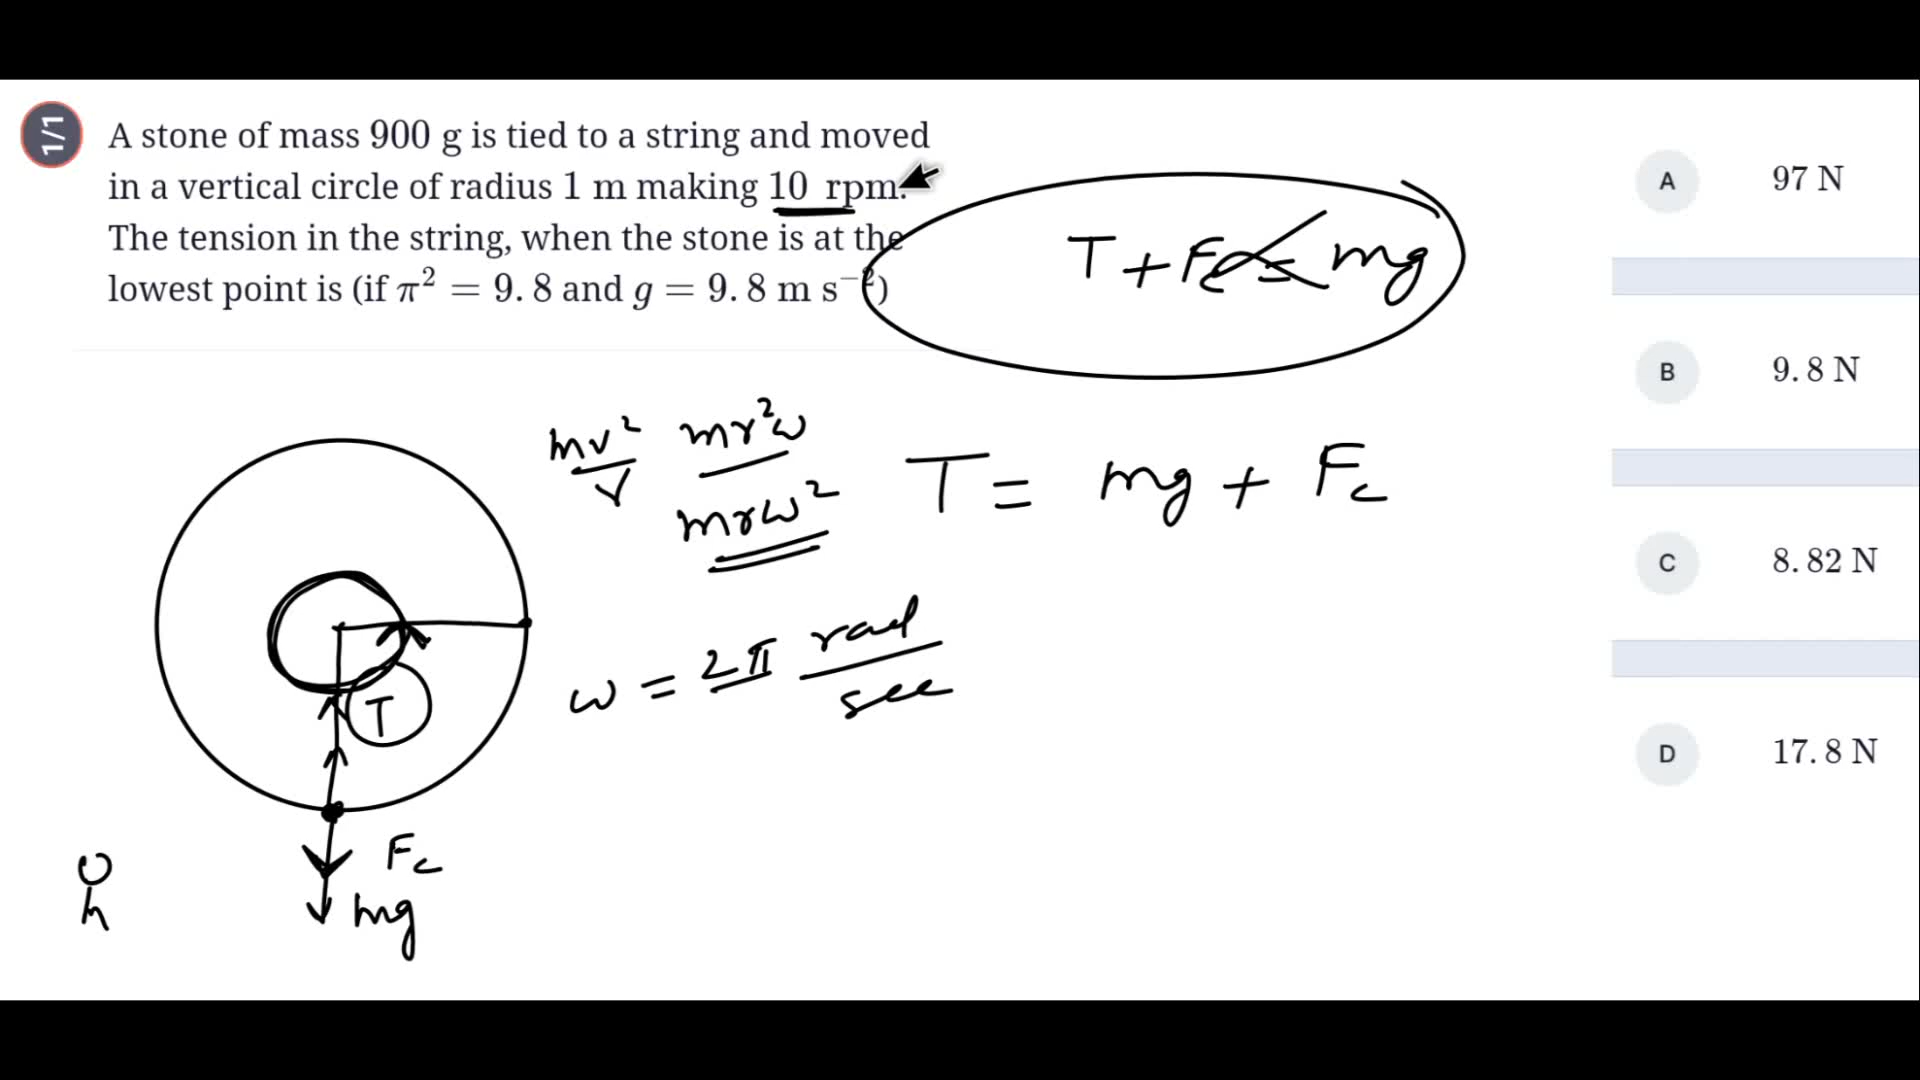 1/1
A stone of mass 900 g is tied to a string and moved
in a vertical circle of radius 1 m making 10 rpm.
The tension in the string, when the stone is at the
lowest point is (if π² = 9.8 and g = 9.8 m s⁻²)
A 97 N
B 9.8 N
C 8.82 N
D 17.8 N
T + Fc = mg
mv²/r mr²ω
mrω²
T = mg + Fc
ω = 2π rad/sec
T
Fc
mg